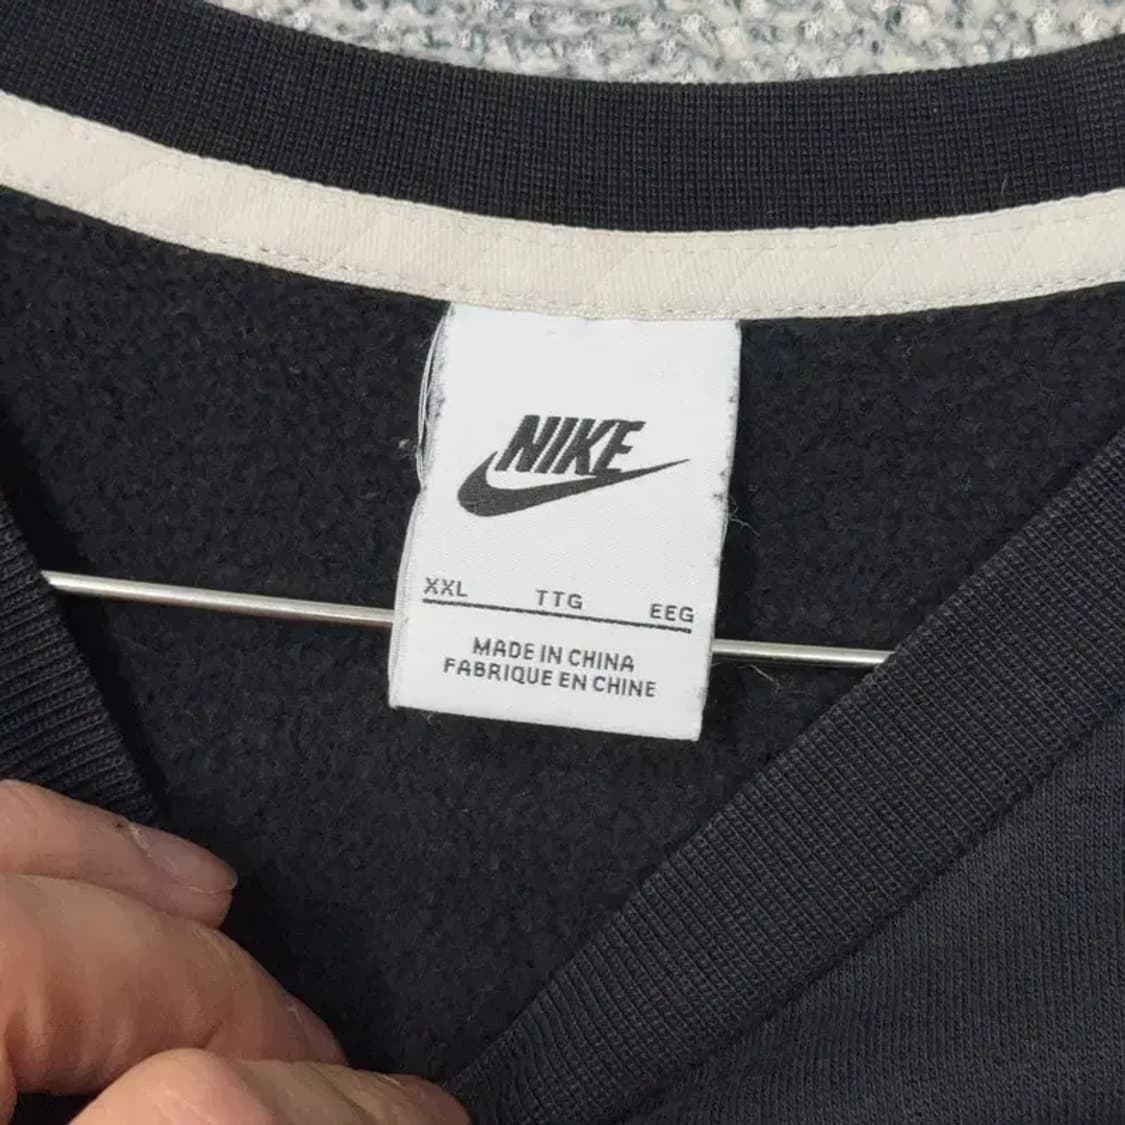 NIKE
XXL TTG EEG
MADE IN CHINA
FABRIQUE EN CHINE